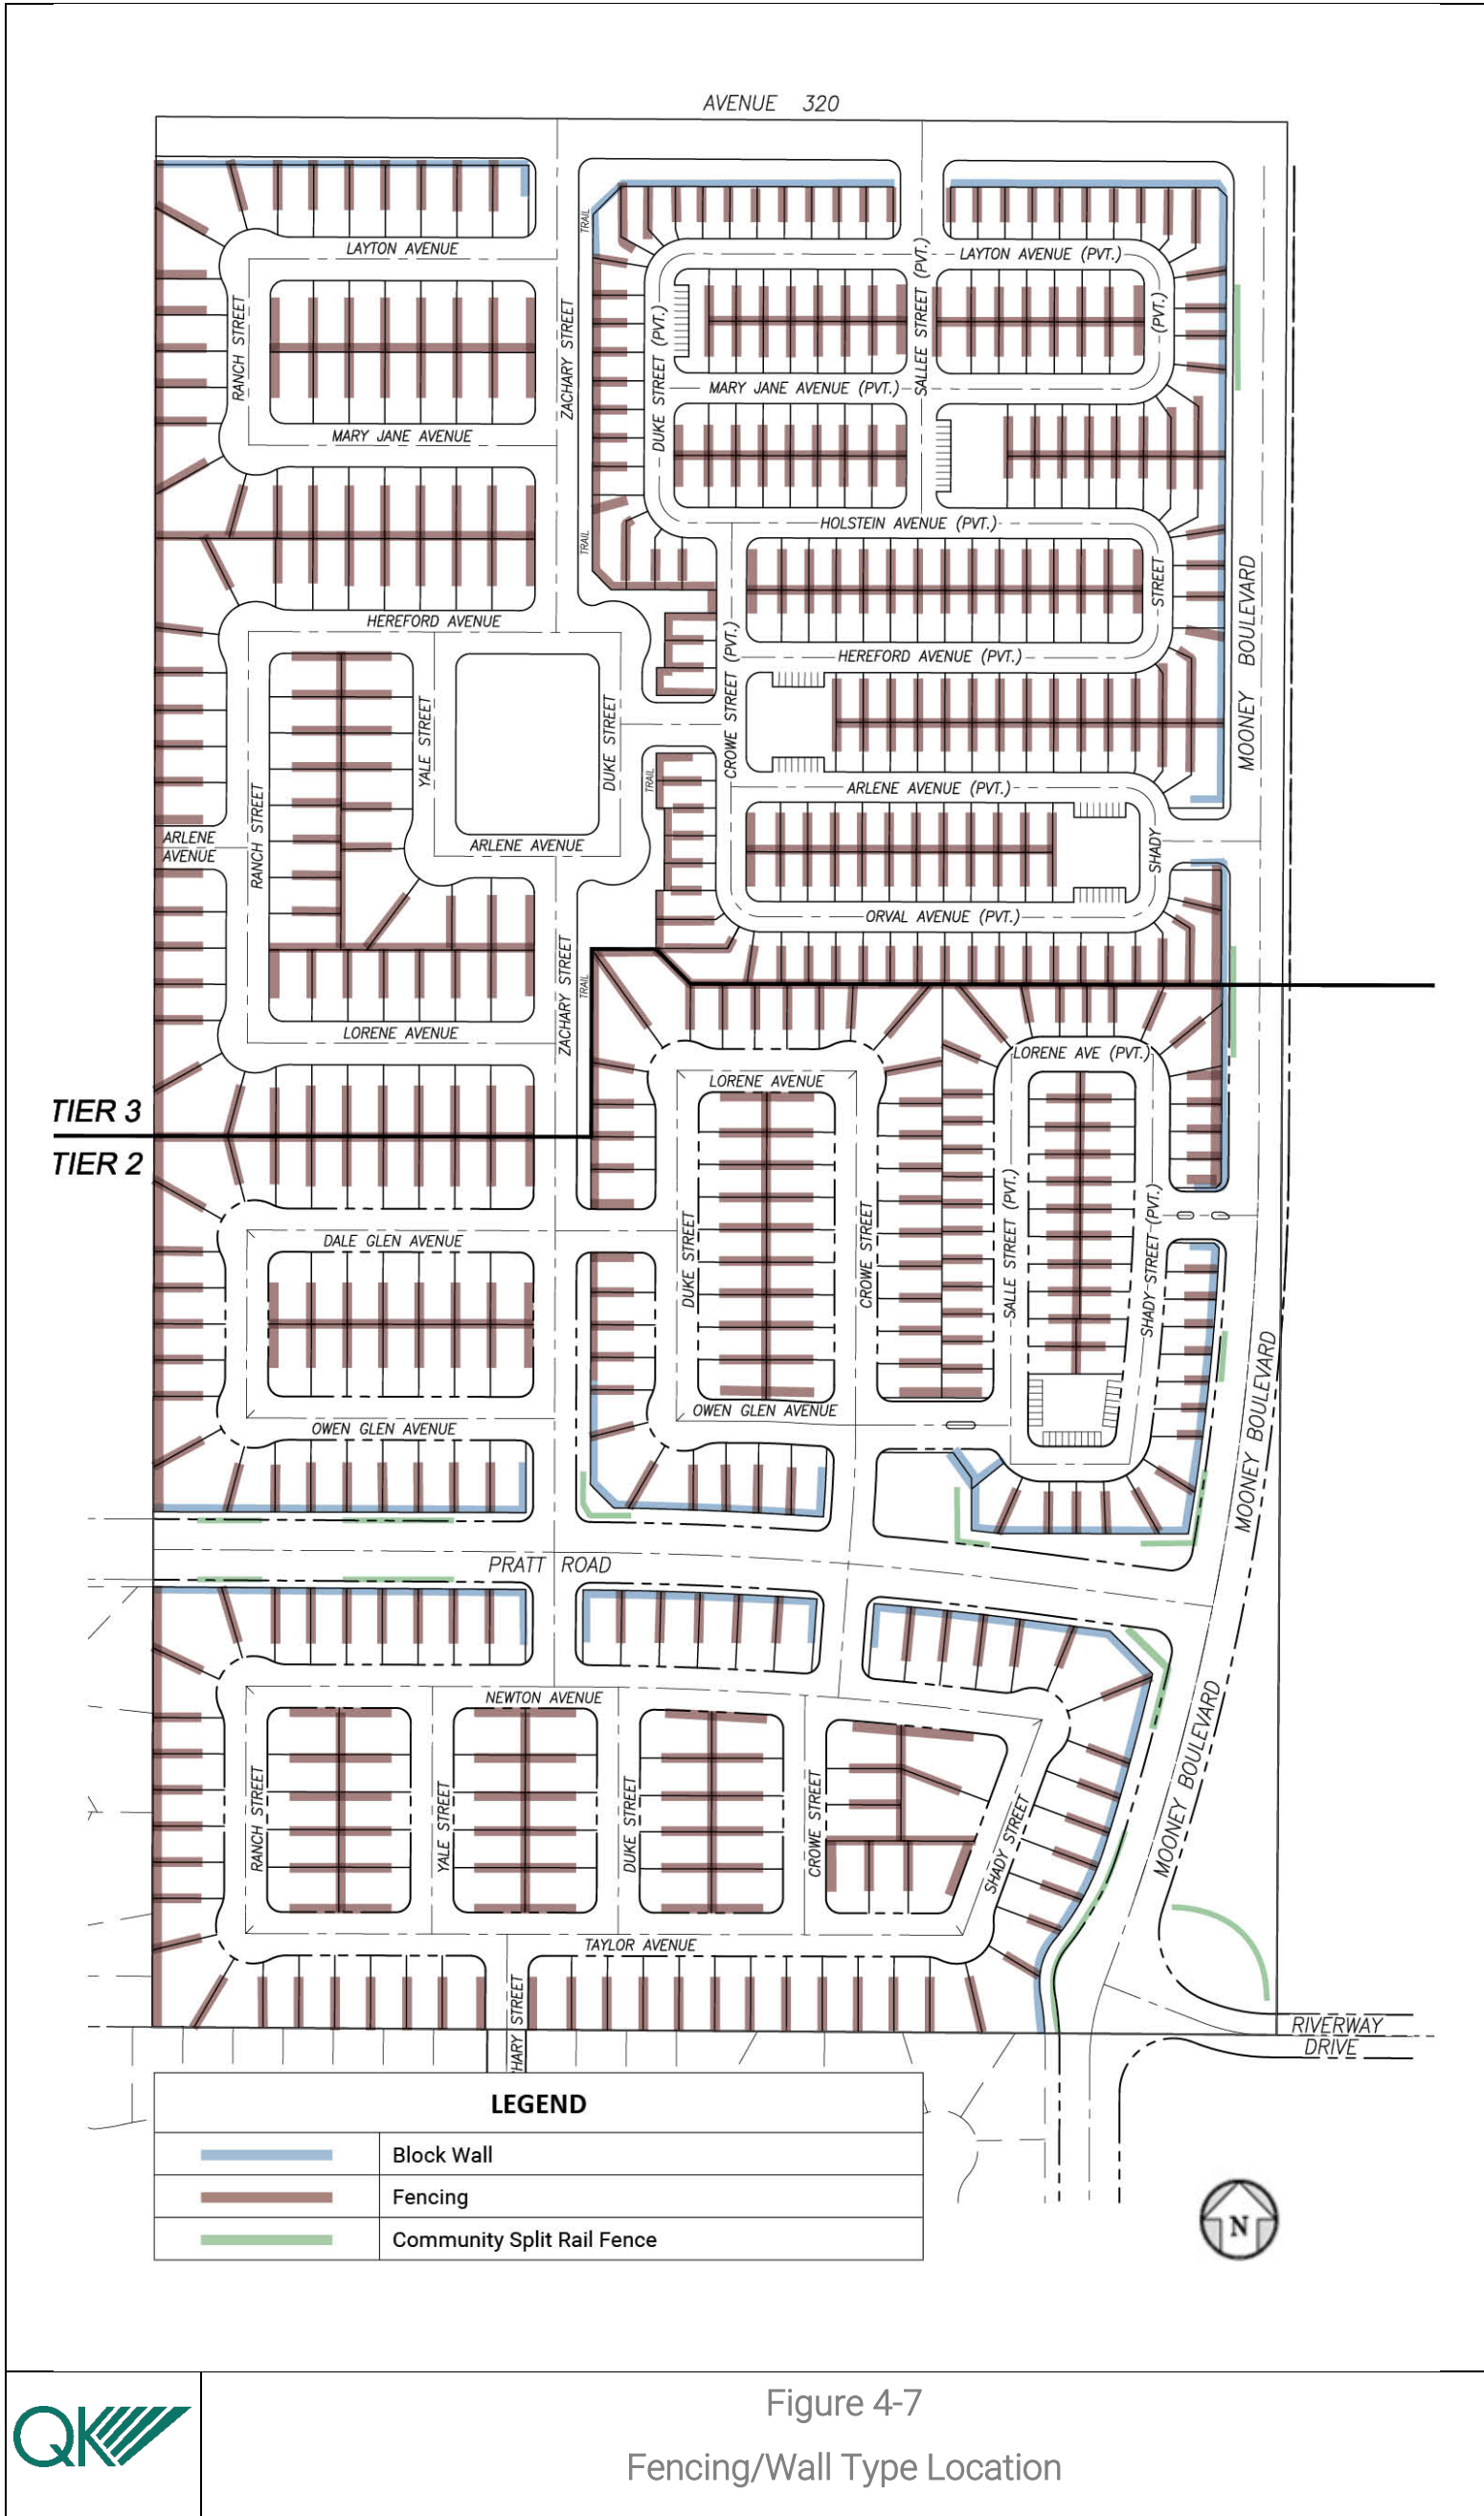 AVENUE 320
TRAIL
LAYTON AVENUE
LAYTON AVENUE (PVT.)
RANCH STREET
ZACHARY STREET
DUKE STREET (PVT.)
SALLEE STREET (PVT.)
(PVT.)
MARY JANE AVENUE (PVT.)
MARY JANE AVENUE
HOLSTEIN AVENUE (PVT.)
TRAIL
STREET
MOONEY BOULEVARD
HEREFORD AVENUE
CROWE STREET (PVT.)
HEREFORD AVENUE (PVT.)
YALE STREET
DUKE STREET
TRAIL
ARLENE AVENUE (PVT.)
ARLENE
AVENUE
RANCH STREET
ARLENE AVENUE
SHADY
ORVAL AVENUE (PVT.)
ZACHARY STREET
TRAIL
LORENE AVENUE
LORENE AVE (PVT.)
LORENE AVENUE
TIER 3
TIER 2
DALE GLEN AVENUE
DUKE STREET
CROWE STREET
SALLE STREET (PVT.)
SHADY STREET (PVT.)
OWEN GLEN AVENUE
OWEN GLEN AVENUE
MOONEY BOULEVARD
PRATT ROAD
NEWTON AVENUE
MOONEY BOULEVARD
RANCH STREET
YALE STREET
DUKE STREET
CROWE STREET
SHADY STREET
TAYLOR AVENUE
HARY STREET
RIVERWAY
DRIVE
LEGEND
Block Wall
Fencing
Community Split Rail Fence
N
QK
Figure 4-7
Fencing/Wall Type Location